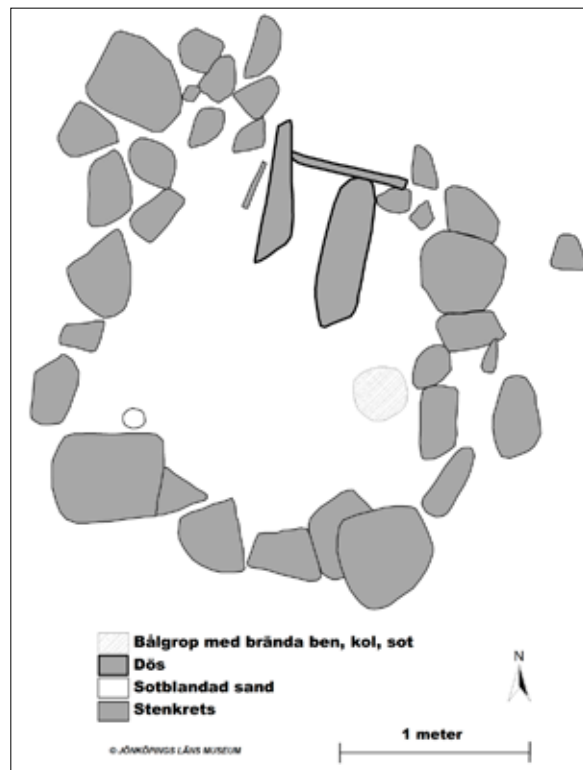 Bålgrop med brända ben, kol, sot
Dös
Sotblandad sand
Stenkrets
N
1 meter
© JÖNKÖPINGS LÄNS MUSEUM